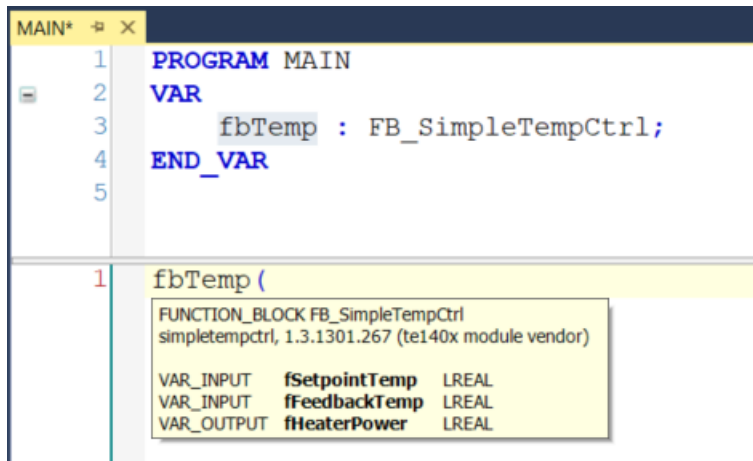 MAIN*
1 PROGRAM MAIN
2 VAR
3 fbTemp : FB_SimpleTempCtrl;
4 END_VAR
5
1 fbTemp(
FUNCTION_BLOCK FB_SimpleTempCtrl
simpletempctrl, 1.3.1301.267 (te140x module vendor)
VAR_INPUT fSetpointTemp LREAL
VAR_INPUT fFeedbackTemp LREAL
VAR_OUTPUT fHeaterPower LREAL